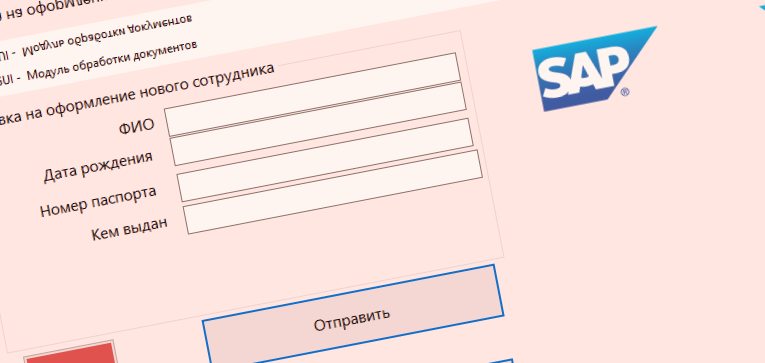 на оформлен
UI - Модуль обработки документов
GUI - Модуль обработки документов
вка на оформление нового сотрудника
ФИО
Дата рождения
Номер паспорта
Кем выдан
Отправить
SAP®